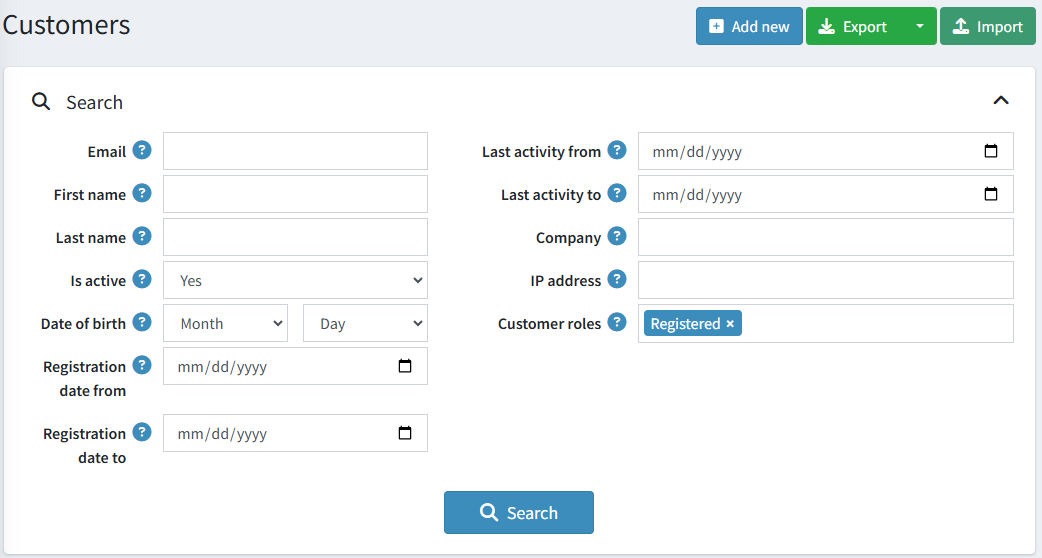 Customers
Add new
Export
Import
Search
Email ?
First name ?
Last name ?
Is active ? Yes
Date of birth ? Month Day
Registration ? mm/dd/yyyy
date from
Registration ? mm/dd/yyyy
date to
Last activity from ? mm/dd/yyyy
Last activity to ? mm/dd/yyyy
Company ?
IP address ?
Customer roles ? Registered ×
Search